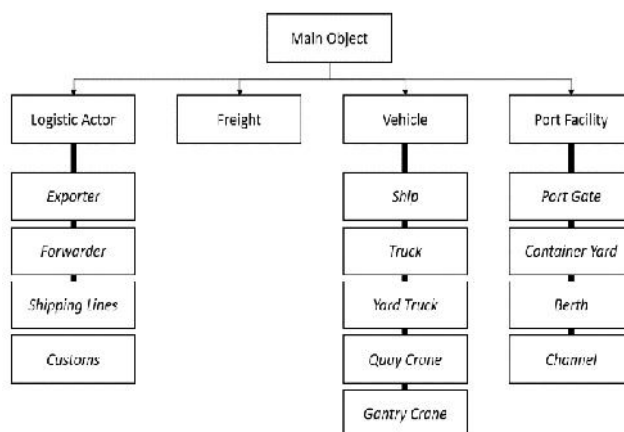 Main Object
Logistic Actor
Freight
Vehicle
Port Facility
Exporter
Ship
Port Gate
Forwarder
Truck
Container Yard
Shipping Lines
Yard Truck
Berth
Customs
Quay Crane
Channel
Gantry Crane